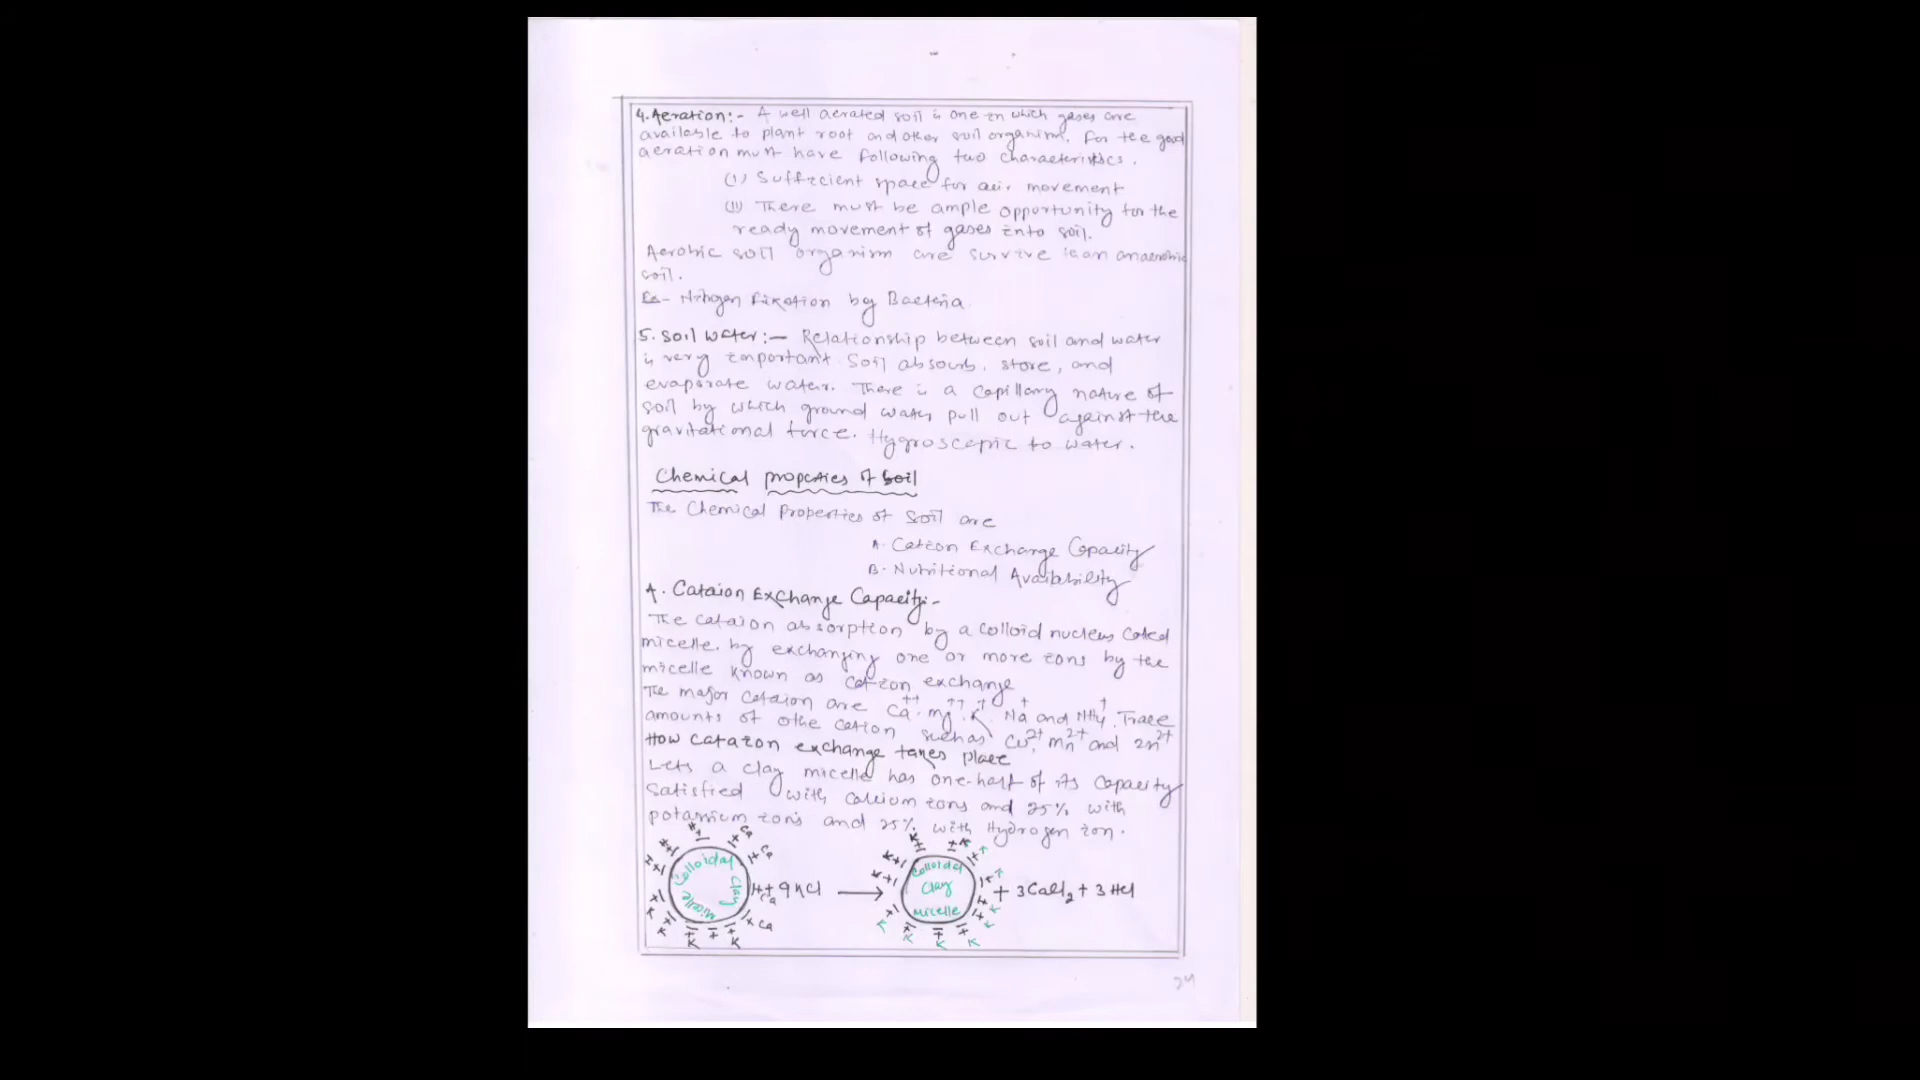 4. Aeration:- A well aerated soil is one in which gases are
available to plant root and other soil organism. For the good
aeration must have following two characteristics.
(I) Sufficient space for air movement
(II) There must be ample opportunity for the
ready movement of gases into soil.
Aerobic soil organism are survive than anaerobic
soil.
Ex- Nitrogen fixation by Bacteria
5. Soil water:- Relationship between soil and water
is very important Soil absorb, store, and
evaporate water. There is a capillary nature of
soil by which ground water pull out against the
gravitational force. Hygroscopic to water.
Chemical properties of soil
The Chemical Properties of soil are
A. Cation Exchange Capacity
B. Nutritional Availability
A. Cataion Exchange Capacity:-
The cataion absorption by a colloid nucleus called
micelle. by exchanging one or more ions by the
micelle known as cation exchange
The major cataion are Ca++, mg++, K+, Na+ and NH4+. Trace
amounts of othe cation such as Cu2+, Mn2+ and Zn2+
How cataion exchange takes place
Lets a clay micelle has one-half of its capacity
Satisfied with calcium ions and 25% with
potassium ions and 25% with Hydrogen ion.
Colloidal Clay Micelle + 9KCl → Colloidal Clay Micelle + 3CaCl2 + 3HCl
24